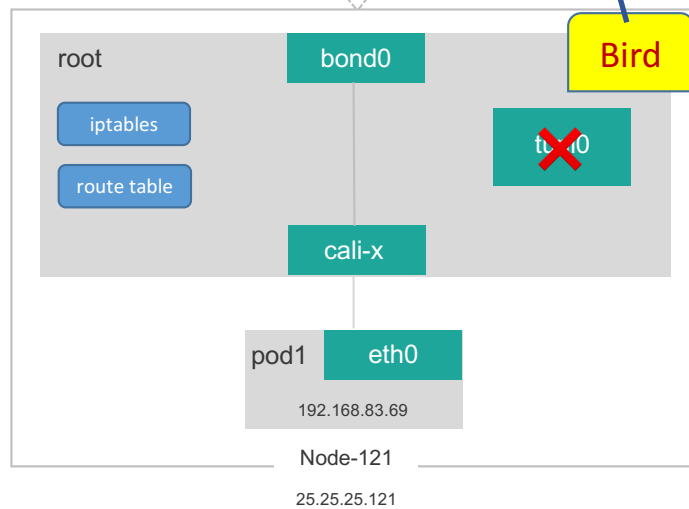 root
bond0
Bird
iptables
tunl0
route table
cali-x
pod1
eth0
192.168.83.69
Node-121
25.25.25.121